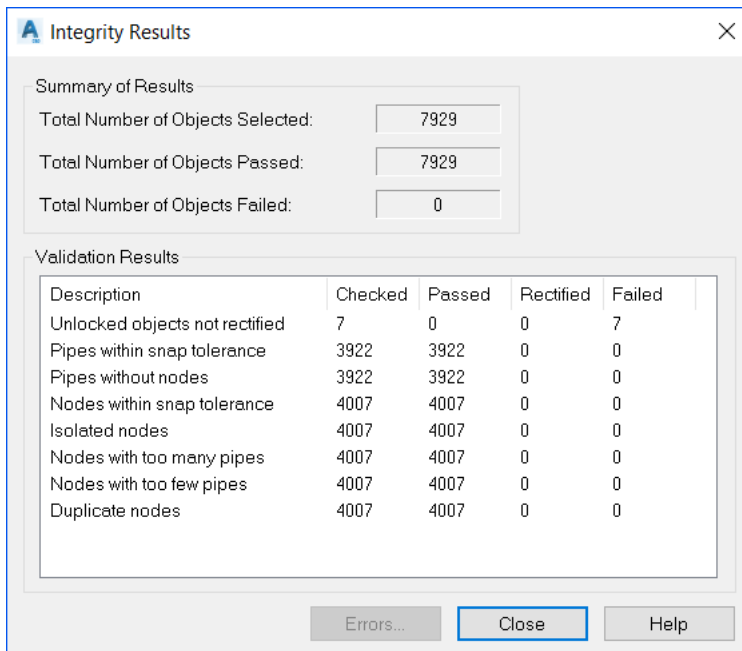 Integrity Results
Summary of Results
Total Number of Objects Selected: 7929
Total Number of Objects Passed: 7929
Total Number of Objects Failed: 0
Validation Results
Description Checked Passed Rectified Failed
Unlocked objects not rectified 7 0 0 7
Pipes within snap tolerance 3922 3922 0 0
Pipes without nodes 3922 3922 0 0
Nodes within snap tolerance 4007 4007 0 0
Isolated nodes 4007 4007 0 0
Nodes with too many pipes 4007 4007 0 0
Nodes with too few pipes 4007 4007 0 0
Duplicate nodes 4007 4007 0 0
Errors... Close Help